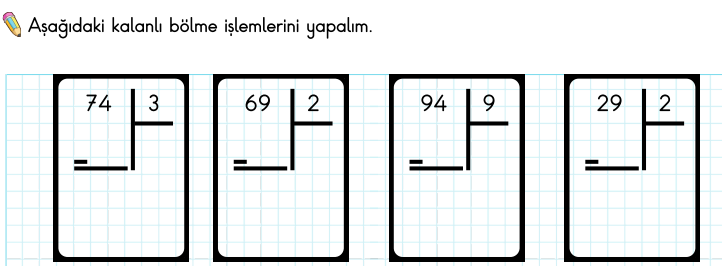 Aşağıdaki kalanlı bölme işlemlerini yapalım.
74 3 69 2 94 9 29 2